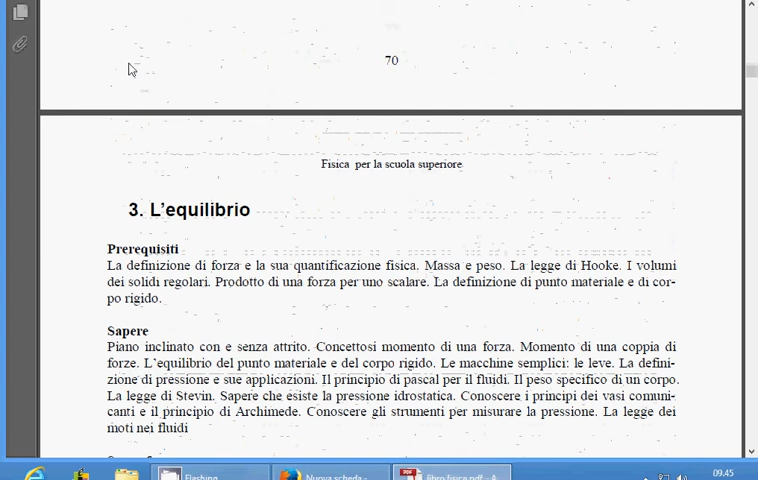 70
Fisica per la scuola superiore
3. L'equilibrio
Prerequisiti
La definizione di forza e la sua quantificazione fisica. Massa e peso. La legge di Hooke. I volumi
dei solidi regolari. Prodotto di una forza per uno scalare. La definizione di punto materiale e di cor-
po rigido.
Sapere
Piano inclinato con e senza attrito. Concettosi momento di una forza. Momento di una coppia di
forze. L'equilibrio del punto materiale e del corpo rigido. Le macchine semplici: le leve. La defini-
zione di pressione e sue applicazioni. Il principio di pascal per il fluidi. Il peso specifico di un corpo.
La legge di Stevin. Sapere che esiste la pressione idrostatica. Conoscere i principi dei vasi comuni-
canti e il principio di Archimede. Conoscere gli strumenti per misurare la pressione. La legge dei
moti nei fluidi
Flashing
Nuova scheda -
libro fisica.pdf - A
09.45